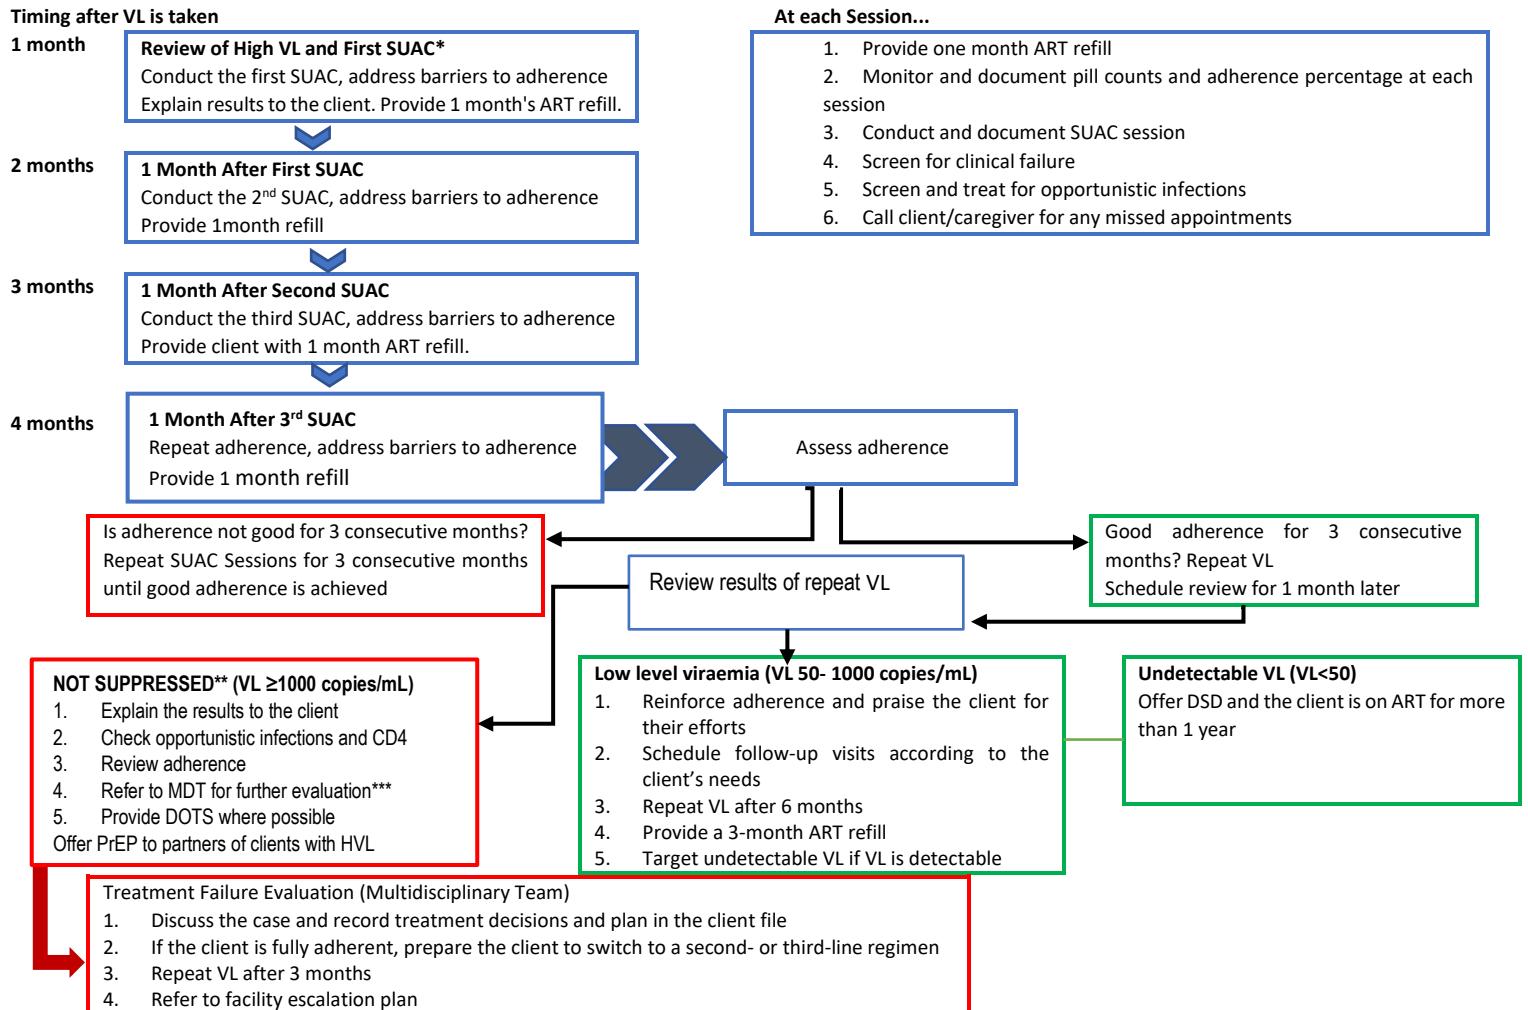 Timing after VL is taken
1 month
Review of High VL and First SUAC*
Conduct the first SUAC, address barriers to adherence
Explain results to the client. Provide 1 month's ART refill.
2 months
1 Month After First SUAC
Conduct the 2nd SUAC, address barriers to adherence
Provide 1month refill
3 months
1 Month After Second SUAC
Conduct the third SUAC, address barriers to adherence
Provide client with 1 month ART refill.
4 months
1 Month After 3rd SUAC
Repeat adherence, address barriers to adherence
Provide 1 month refill
At each Session...
1. Provide one month ART refill
2. Monitor and document pill counts and adherence percentage at each
session
3. Conduct and document SUAC session
4. Screen for clinical failure
5. Screen and treat for opportunistic infections
6. Call client/caregiver for any missed appointments
Assess adherence
Is adherence not good for 3 consecutive months?
Repeat SUAC Sessions for 3 consecutive months
until good adherence is achieved
Good adherence for 3 consecutive
months? Repeat VL
Schedule review for 1 month later
Review results of repeat VL
NOT SUPPRESSED** (VL ≥1000 copies/mL)
1. Explain the results to the client
2. Check opportunistic infections and CD4
3. Review adherence
4. Refer to MDT for further evaluation***
5. Provide DOTS where possible
Offer PrEP to partners of clients with HVL
Low level viraemia (VL 50- 1000 copies/mL)
1. Reinforce adherence and praise the client for
their efforts
2. Schedule follow-up visits according to the
client's needs
3. Repeat VL after 6 months
4. Provide a 3-month ART refill
5. Target undetectable VL if VL is detectable
Undetectable VL (VL<50)
Offer DSD and the client is on ART for more
than 1 year
Treatment Failure Evaluation (Multidisciplinary Team)
1. Discuss the case and record treatment decisions and plan in the client file
2. If the client is fully adherent, prepare the client to switch to a second- or third-line regimen
3. Repeat VL after 3 months
4. Refer to facility escalation plan